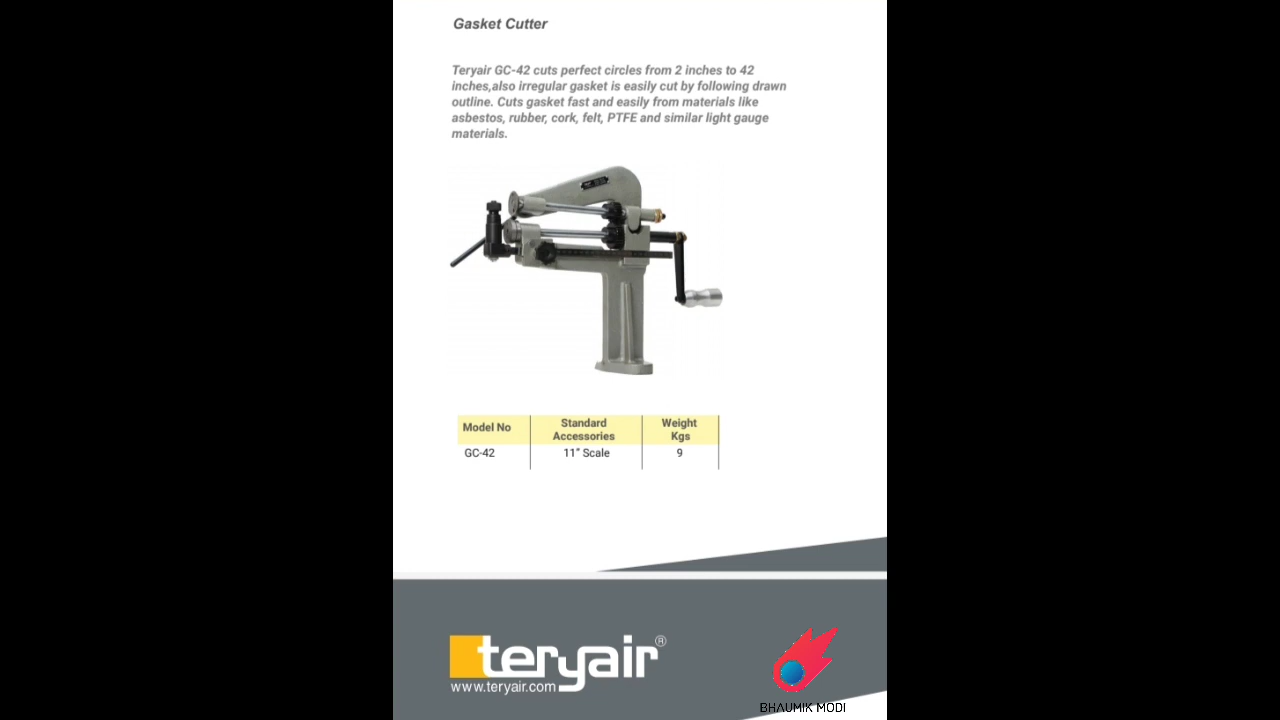 Gasket Cutter
Teryair GC-42 cuts perfect circles from 2 inches to 42
inches,also irregular gasket is easily cut by following drawn
outline. Cuts gasket fast and easily from materials like
asbestos, rubber, cork, felt, PTFE and similar light gauge
materials.
Model No
Standard
Accessories
Weight
Kgs
GC-42
11" Scale
9
teryair®
www.teryair.com
BHAUMIK MODI